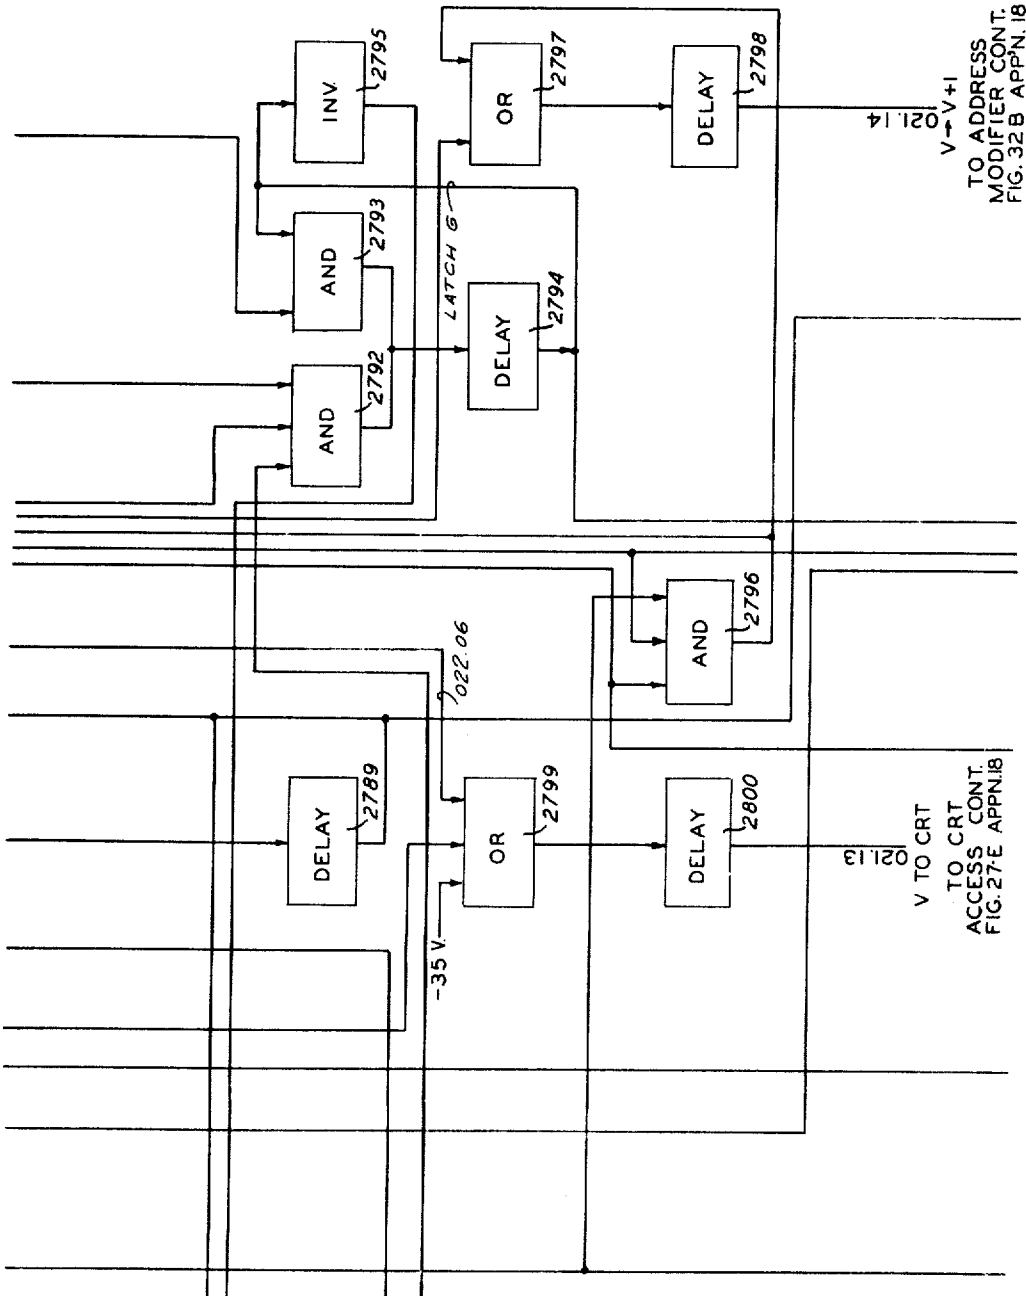 INV.
2795
OR
2797
DELAY
2798
021.14
V → V+1
TO ADDRESS
MODIFIER CONT.
FIG. 32B APP'N. 18
AND
2793
LATCH G
DELAY
2794
AND
2792
AND
2796
022.06
DELAY
2789
-35 V.
OR
2799
DELAY
2800
021.13
V TO CRT
TO CRT
ACCESS CONT.
FIG. 27-E APPN.18